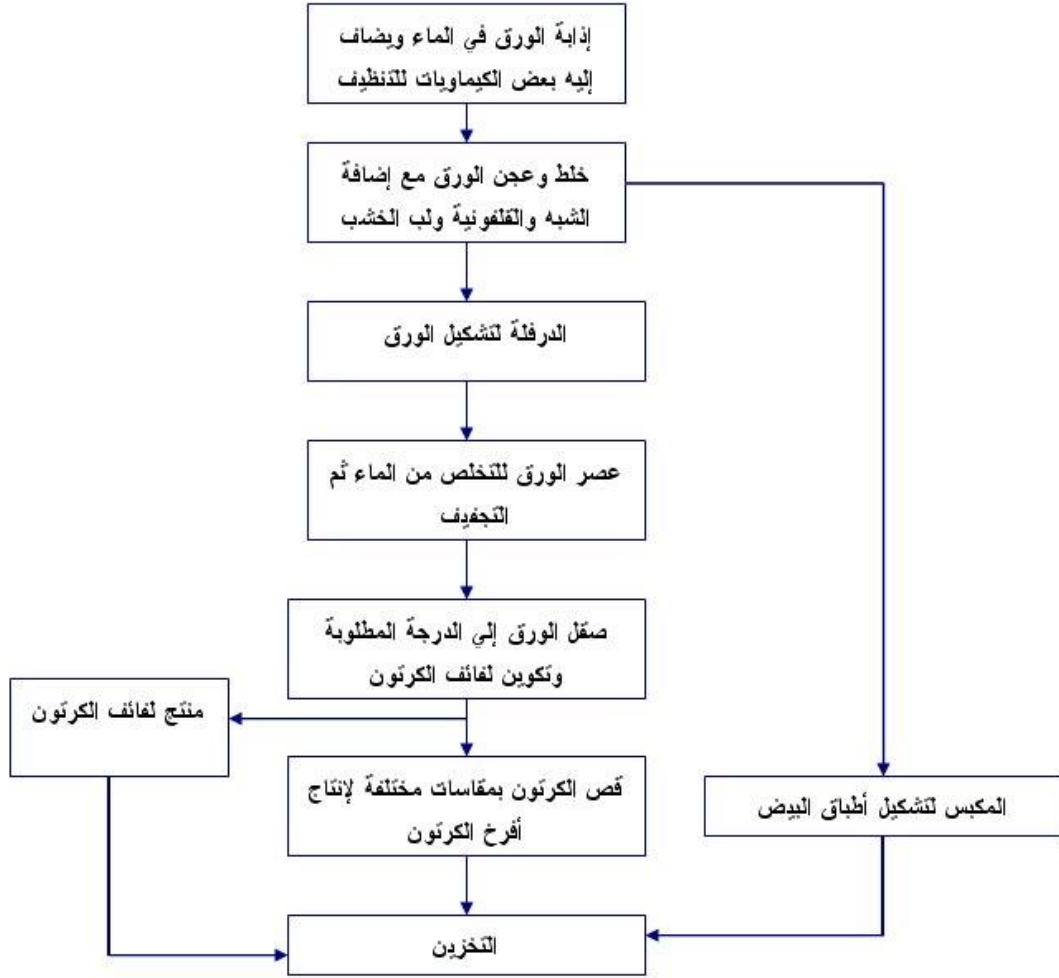 إذابة الورق في الماء ويضاف
إليه بعض الكيماويات للتنظيف
خلط وعجن الورق مع إضافة
الشبه والقلفونية ولب الخشب
الدرفلة لتشكيل الورق
عصر الورق للتخلص من الماء ثم
التجفيف
صقل الورق إلي الدرجة المطلوبة
وتكوين لفائف الكرتون
منتج لفائف الكرتون
قص الكرتون بمقاسات مختلفة لإنتاج
أفرخ الكرتون
المكبس لتشكيل أطباق البيض
التخزين